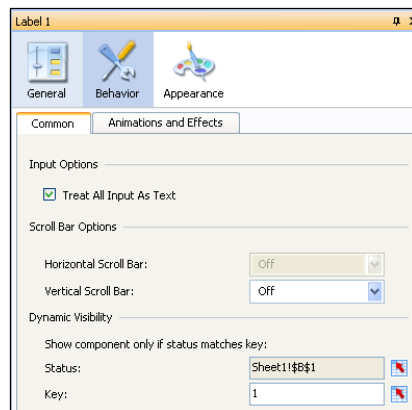 Label 1
General Behavior Appearance
Common Animations and Effects
Input Options
Treat All Input As Text
Scroll Bar Options
Horizontal Scroll Bar: Off
Vertical Scroll Bar: Off
Dynamic Visibility
Show component only if status matches key:
Status: Sheet1!$B$1
Key: 1